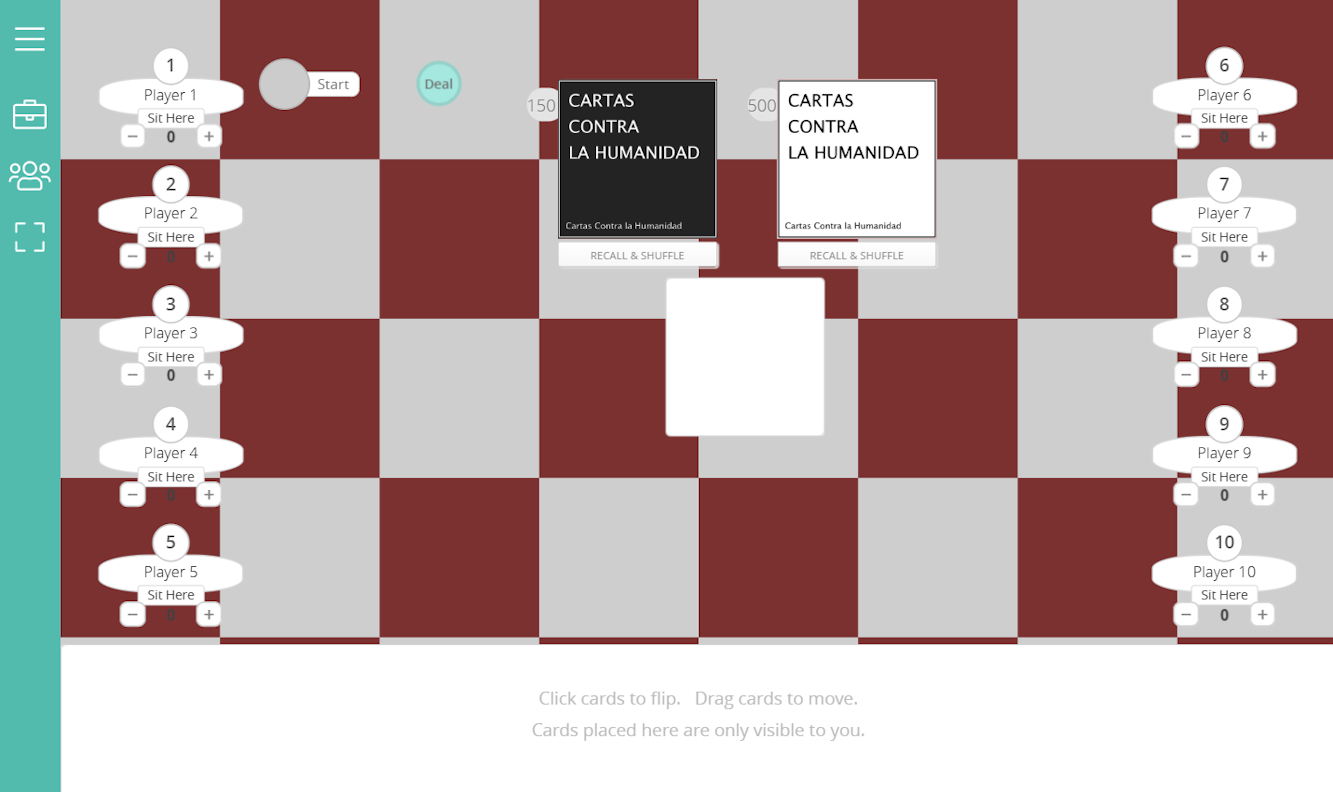 1
Player 1
Sit Here
− 0 +
2
Player 2
Sit Here
− 0 +
3
Player 3
Sit Here
− 0 +
4
Player 4
Sit Here
− 0 +
5
Player 5
Sit Here
− 0 +
Start
Deal
150
CARTAS
CONTRA
LA HUMANIDAD
Cartas Contra la Humanidad
RECALL & SHUFFLE
500
CARTAS
CONTRA
LA HUMANIDAD
Cartas Contra la Humanidad
RECALL & SHUFFLE
6
Player 6
Sit Here
− 0 +
7
Player 7
Sit Here
− 0 +
8
Player 8
Sit Here
− 0 +
9
Player 9
Sit Here
− 0 +
10
Player 10
Sit Here
− 0 +
Click cards to flip. Drag cards to move.
Cards placed here are only visible to you.